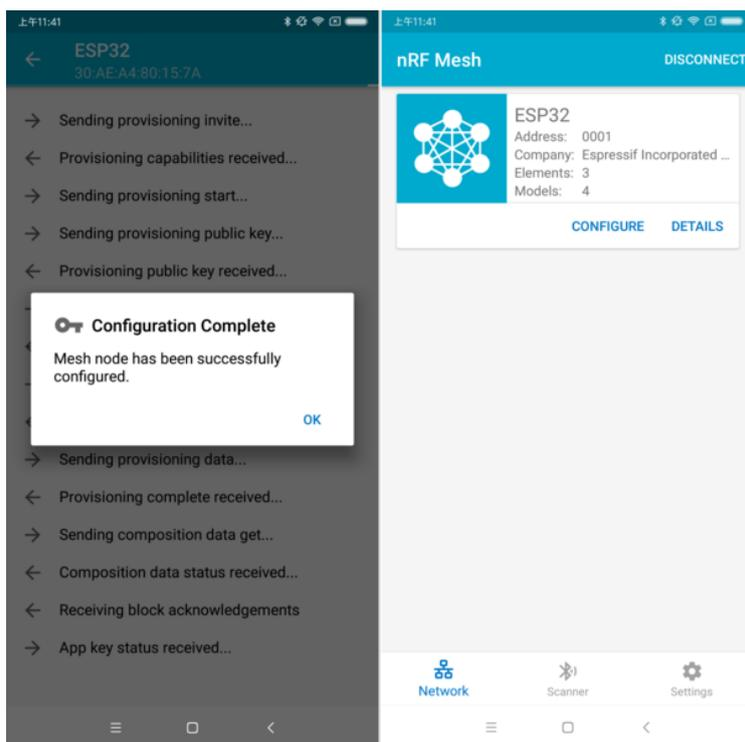 上午11:41
ESP32
30:AE:A4:80:15:7A
Sending provisioning invite...
Provisioning capabilities received...
Sending provisioning start...
Sending provisioning public key...
Provisioning public key received...
Configuration Complete
Mesh node has been successfully
configured.
OK
Sending provisioning data...
Provisioning complete received...
Sending composition data get...
Composition data status received...
Receiving block acknowledgements
App key status received...
上午11:41
nRF Mesh
DISCONNECT
ESP32
Address: 0001
Company: Espressif Incorporated ...
Elements: 3
Models: 4
CONFIGURE DETAILS
Network Scanner Settings